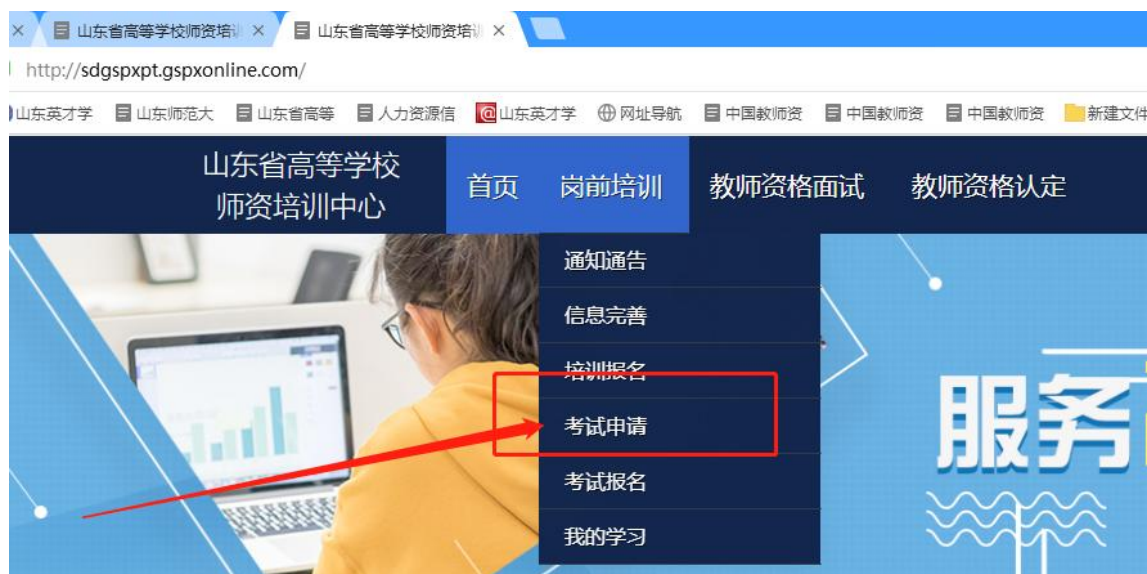 山东省高等学校师资培训
山东省高等学校师资培训
http://sdgspxpt.gspxonline.com/
山东英才学 山东师范大 山东省高等 人力资源信 山东英才学 网址导航 中国教师资 中国教师资 中国教师资 新建文件
山东省高等学校
师资培训中心
首页 岗前培训 教师资格面试 教师资格认定
通知通告
信息完善
培训报名
考试申请
考试报名
我的学习
服务